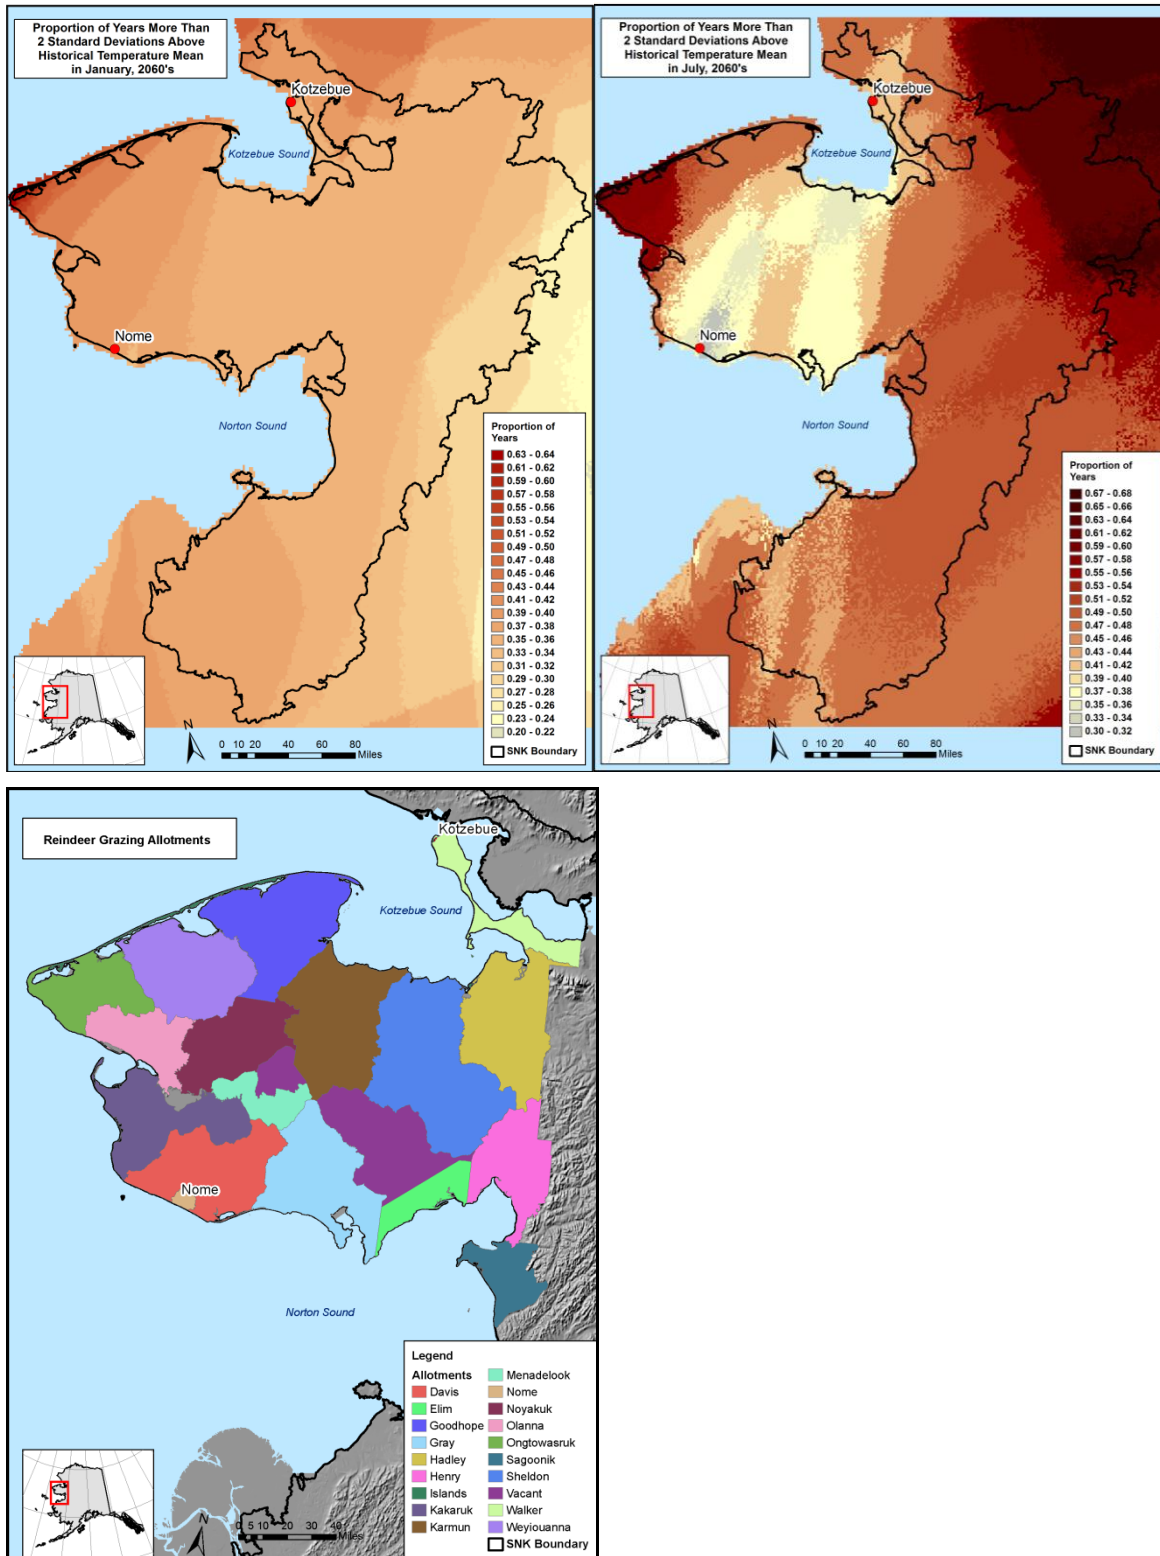 Proportion of Years More Than
2 Standard Deviations Above
Historical Temperature Mean
in January, 2060's
Kotzebue
Kotzebue Sound
Nome
Norton Sound
Proportion of
Years
0.63 - 0.64
0.61 - 0.62
0.59 - 0.60
0.57 - 0.58
0.55 - 0.56
0.53 - 0.54
0.51 - 0.52
0.49 - 0.50
0.47 - 0.48
0.45 - 0.46
0.43 - 0.44
0.41 - 0.42
0.39 - 0.40
0.37 - 0.38
0.35 - 0.36
0.33 - 0.34
0.31 - 0.32
0.29 - 0.30
0.27 - 0.28
0.25 - 0.26
0.23 - 0.24
0.20 - 0.22
SNK Boundary
N
0 10 20 40 60 80
Miles
Proportion of Years More Than
2 Standard Deviations Above
Historical Temperature Mean
in July, 2060's
Kotzebue
Kotzebue Sound
Nome
Norton Sound
Proportion of
Years
0.67 - 0.68
0.65 - 0.66
0.63 - 0.64
0.61 - 0.62
0.59 - 0.60
0.57 - 0.58
0.55 - 0.56
0.53 - 0.54
0.51 - 0.52
0.49 - 0.50
0.47 - 0.48
0.45 - 0.46
0.43 - 0.44
0.41 - 0.42
0.39 - 0.40
0.37 - 0.38
0.35 - 0.36
0.33 - 0.34
0.30 - 0.32
SNK Boundary
N
0 10 20 40 60 80
Miles
Reindeer Grazing Allotments
Kotzebue
Kotzebue Sound
Nome
Norton Sound
Legend
Allotments
Davis
Elim
Goodhope
Gray
Hadley
Henry
Islands
Kakaruk
Karmun
Menadelook
Nome
Noyakuk
Olanna
Ongtowasruk
Sagoonik
Sheldon
Vacant
Walker
Weyiouanna
SNK Boundary
N
0 5 10 20 30 40
Miles